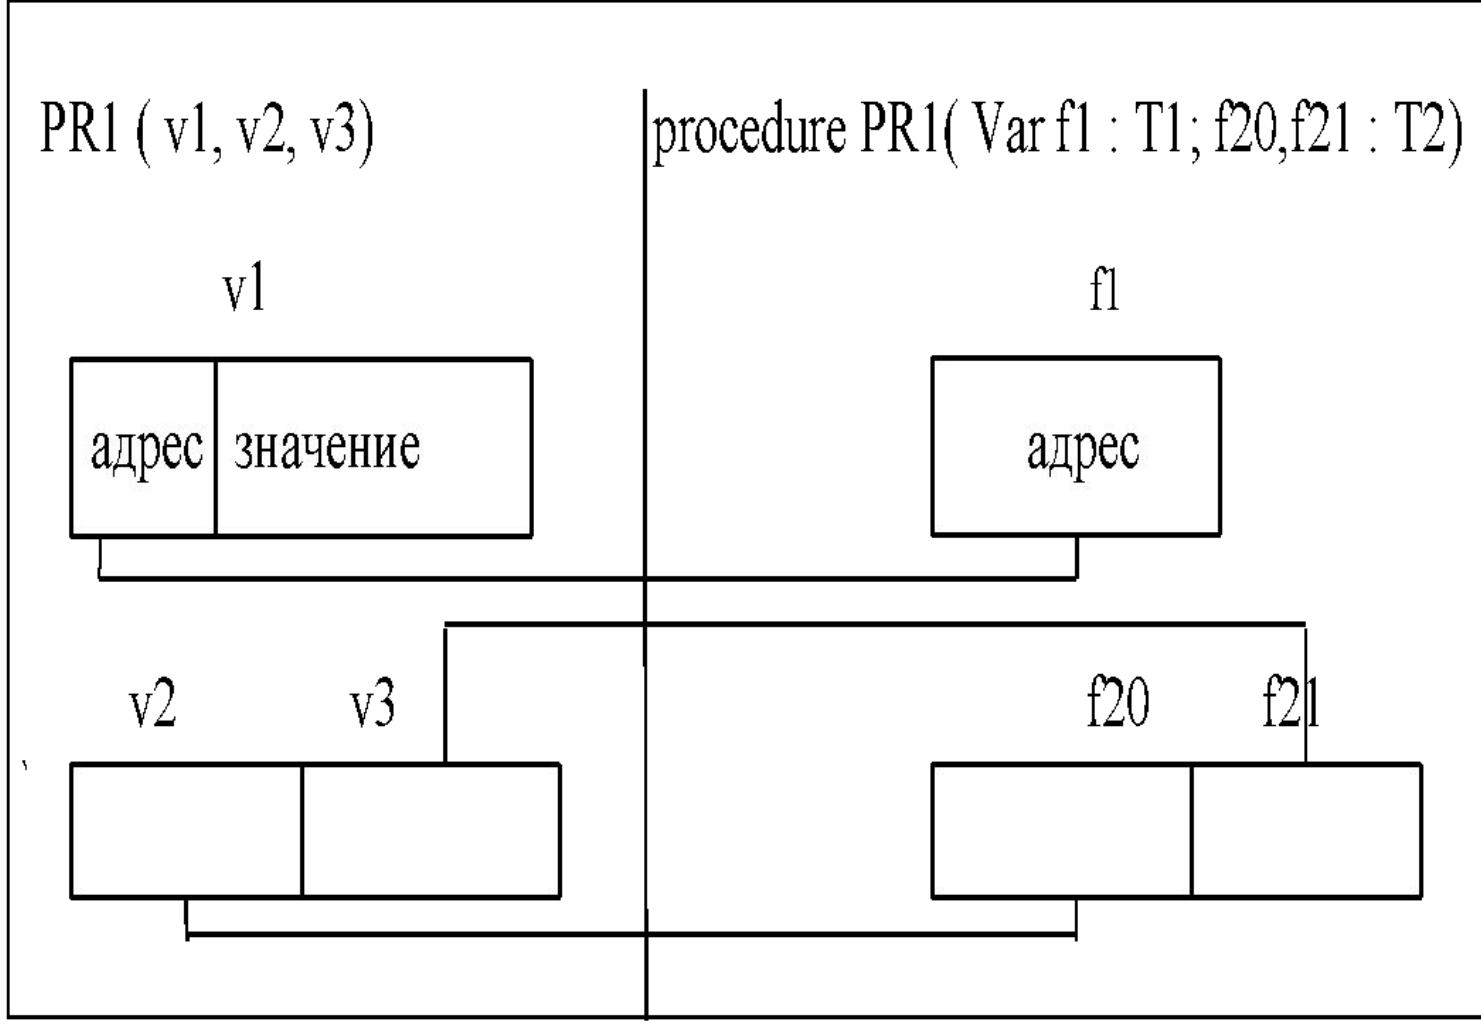 PR1 ( v1, v2, v3)
procedure PR1( Var f1 : T1; f20,f21 : T2)
v1
f1
адрес
значение
адрес
v2
v3
f20
f21